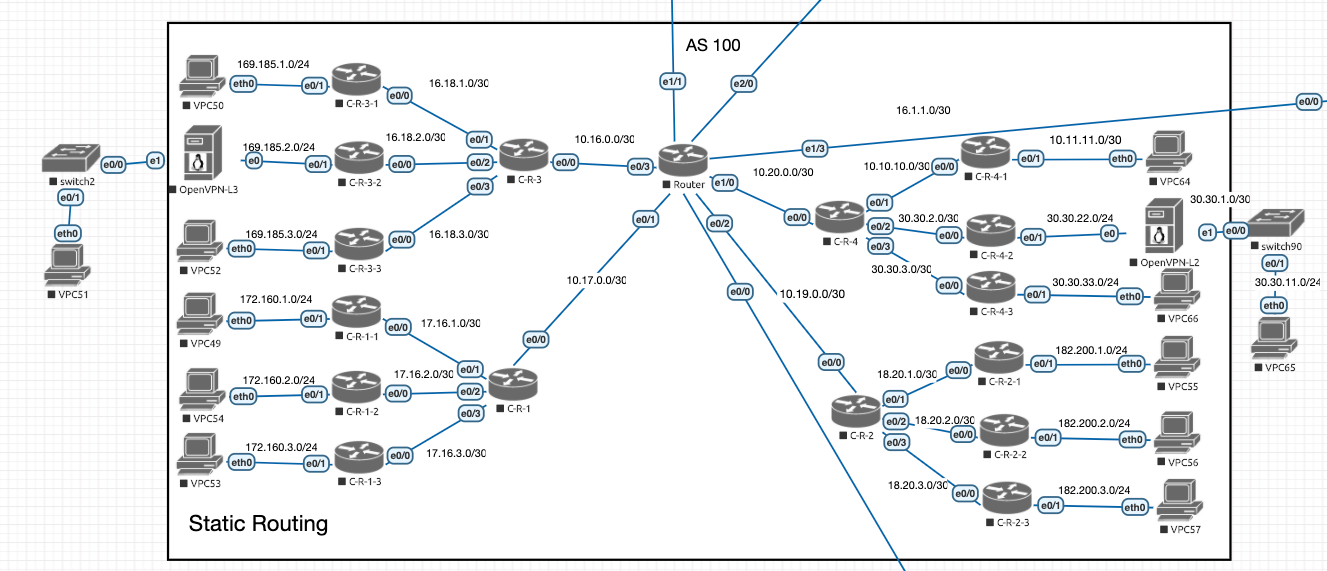 AS 100
e1/1
e2/0
169.185.1.0/24
eth0
e0/1
VPC50
C-R-3-1
e0/0
16.18.1.0/30
e0/1
16.1.1.0/30
e0/0
switch2
e0/0
e1
e0/1
eth0
VPC51
OpenVPN-L3
169.185.2.0/24
e0
e0/1
C-R-3-2
16.18.2.0/30
e0/0
e0/2
e0/3
C-R-3
e0/0
10.16.0.0/30
e0/3
Router
e1/3
10.20.0.0/30
e1/0
e0/1
e0/2
e0/0
VPC52
169.185.3.0/24
eth0
e0/1
C-R-3-3
e0/0
16.18.3.0/30
10.17.0.0/30
10.19.0.0/30
e0/0
C-R-4
e0/1
e0/2
e0/3
10.10.10.0/30
e0/0
C-R-4-1
e0/1
10.11.11.0/30
eth0
VPC64
30.30.2.0/30
e0/0
C-R-4-2
e0/1
30.30.22.0/24
e0
OpenVPN-L2
30.30.1.0/30
e1
e0/0
switch90
e0/1
30.30.11.0/24
eth0
VPC65
30.30.3.0/30
e0/0
C-R-4-3
e0/1
30.30.33.0/24
eth0
VPC66
172.160.1.0/24
eth0
e0/1
VPC49
C-R-1-1
e0/0
17.16.1.0/30
e0/1
e0/0
172.160.2.0/24
eth0
e0/1
VPC54
C-R-1-2
17.16.2.0/30
e0/0
e0/2
e0/3
C-R-1
172.160.3.0/24
eth0
e0/1
VPC53
C-R-1-3
e0/0
17.16.3.0/30
e0/0
C-R-2
e0/1
e0/2
e0/3
18.20.1.0/30
e0/0
C-R-2-1
e0/1
182.200.1.0/24
eth0
VPC55
18.20.2.0/30
e0/0
C-R-2-2
e0/1
182.200.2.0/24
eth0
VPC56
18.20.3.0/30
e0/0
C-R-2-3
e0/1
182.200.3.0/24
eth0
VPC57
Static Routing